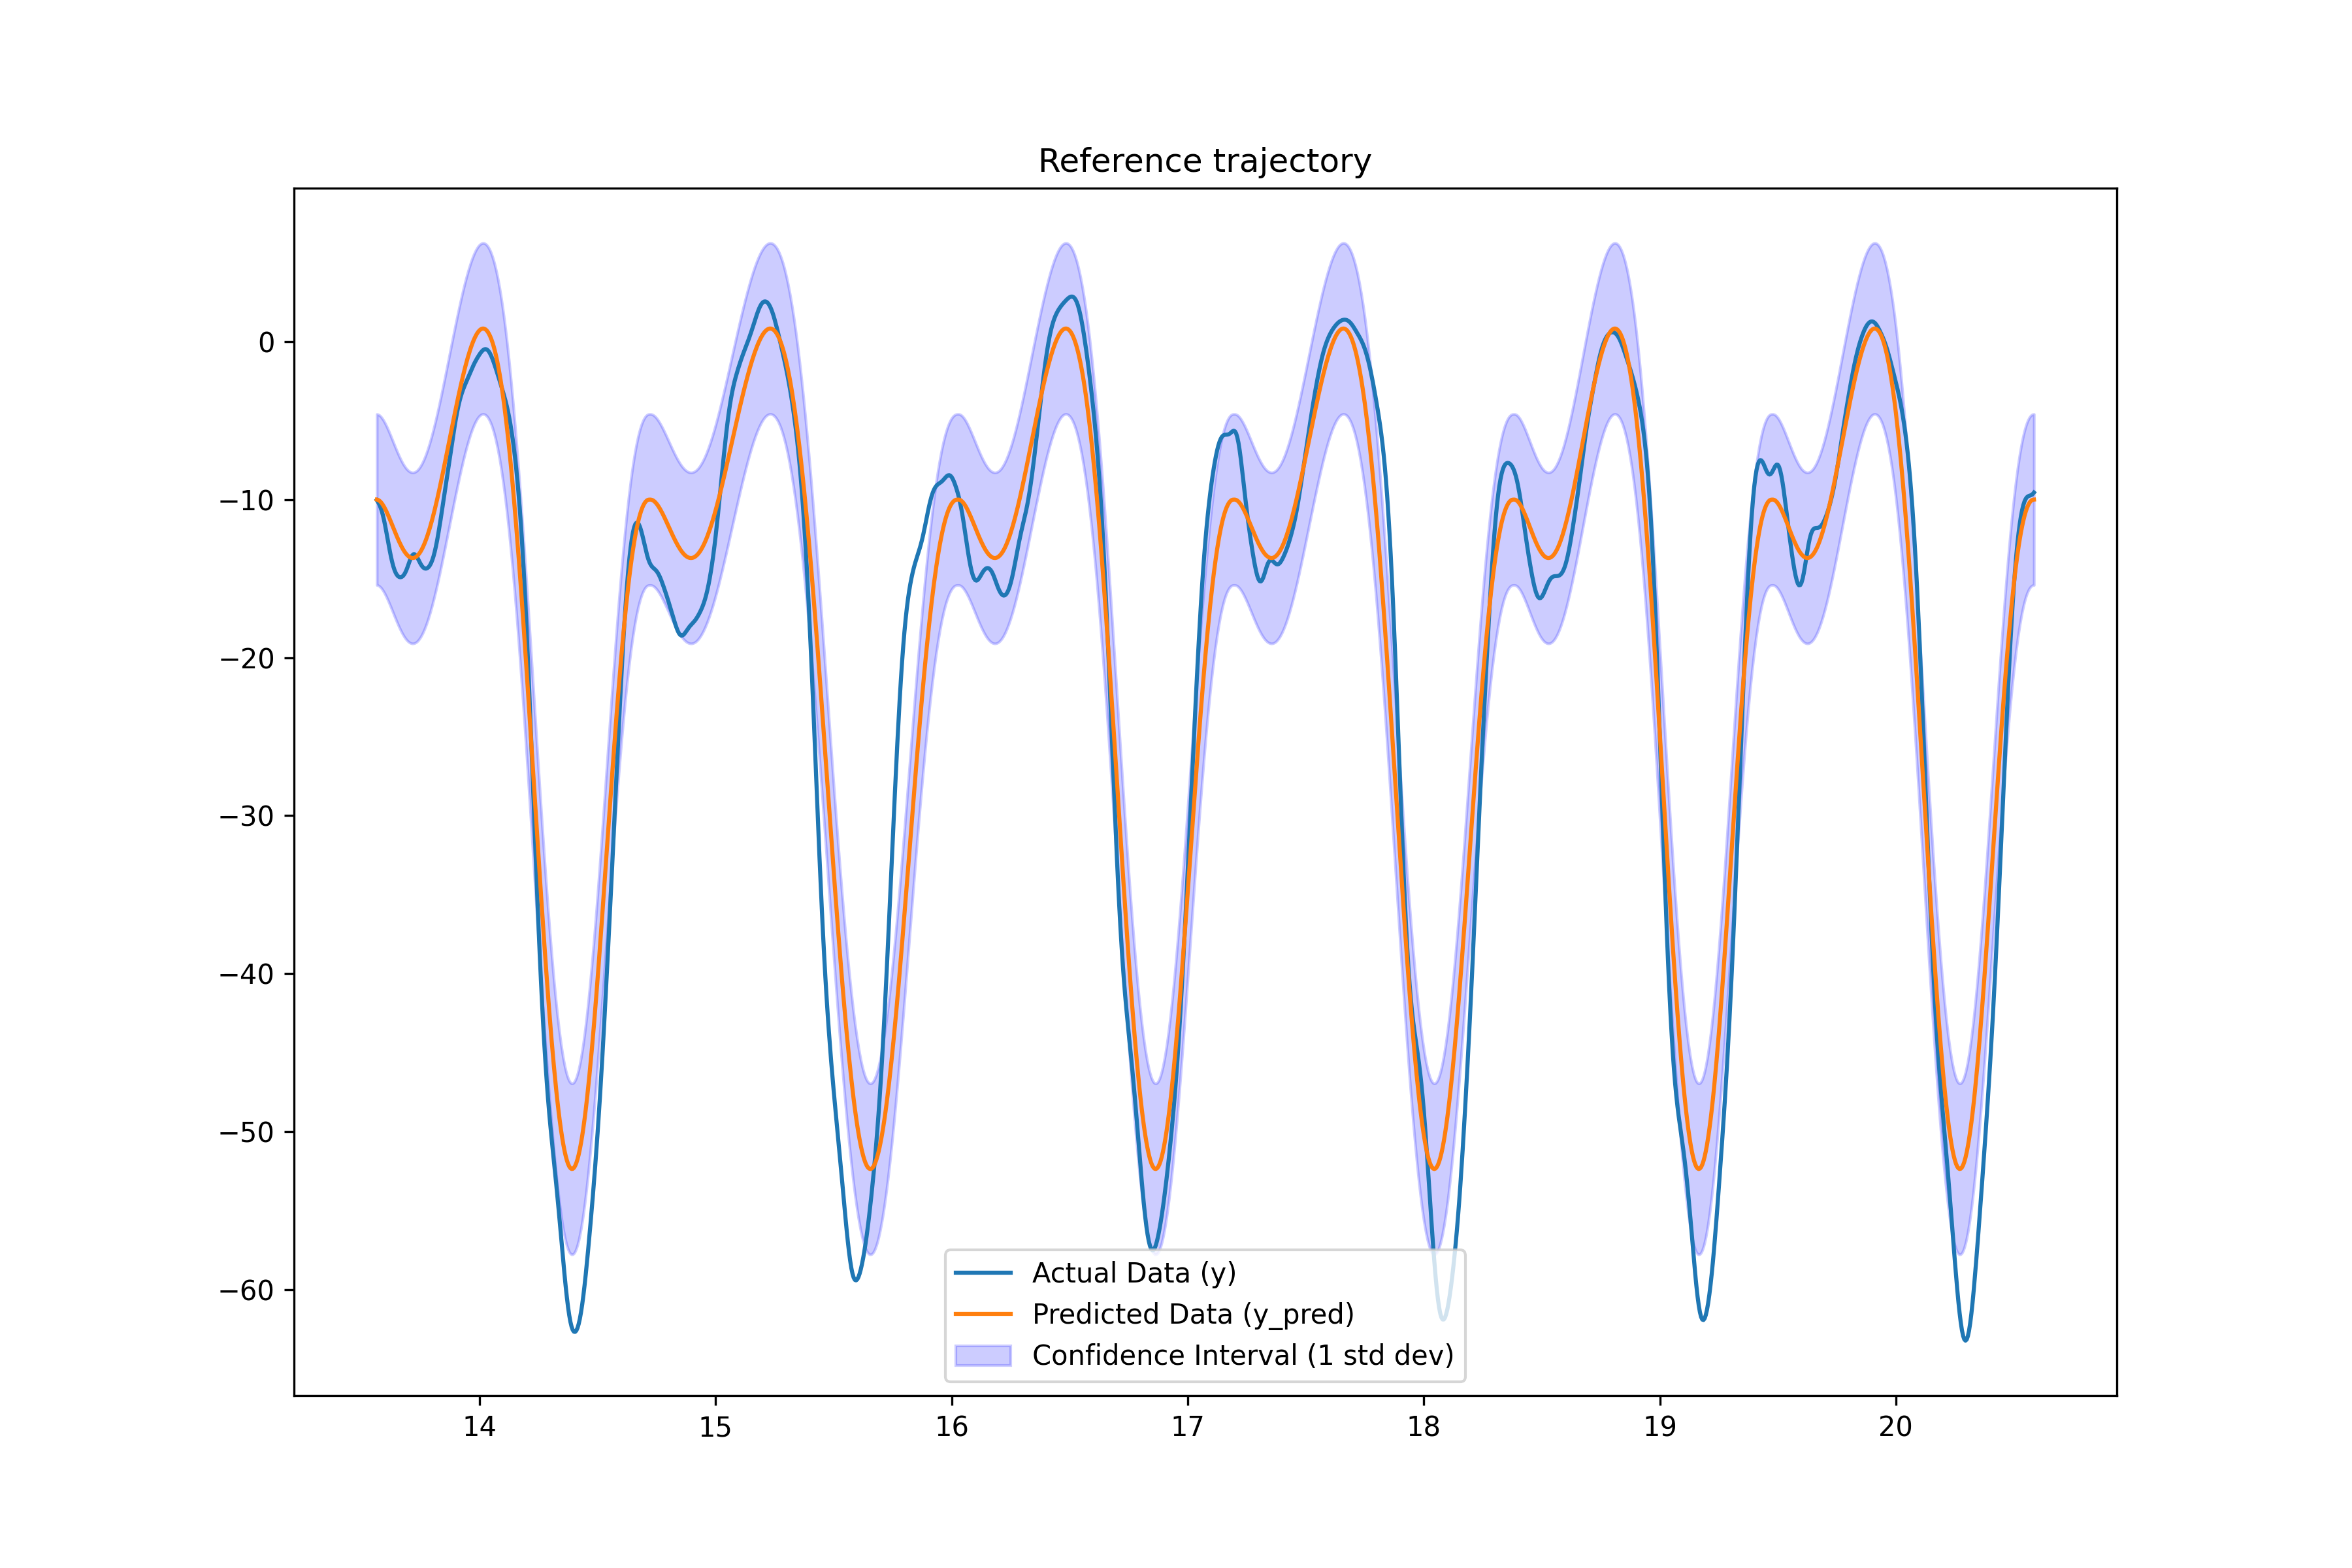 Reference trajectory
0
−10
−20
−30
−40
−50
−60
Actual Data (y)
Predicted Data (y_pred)
Confidence Interval (1 std dev)
14 15 16 17 18 19 20